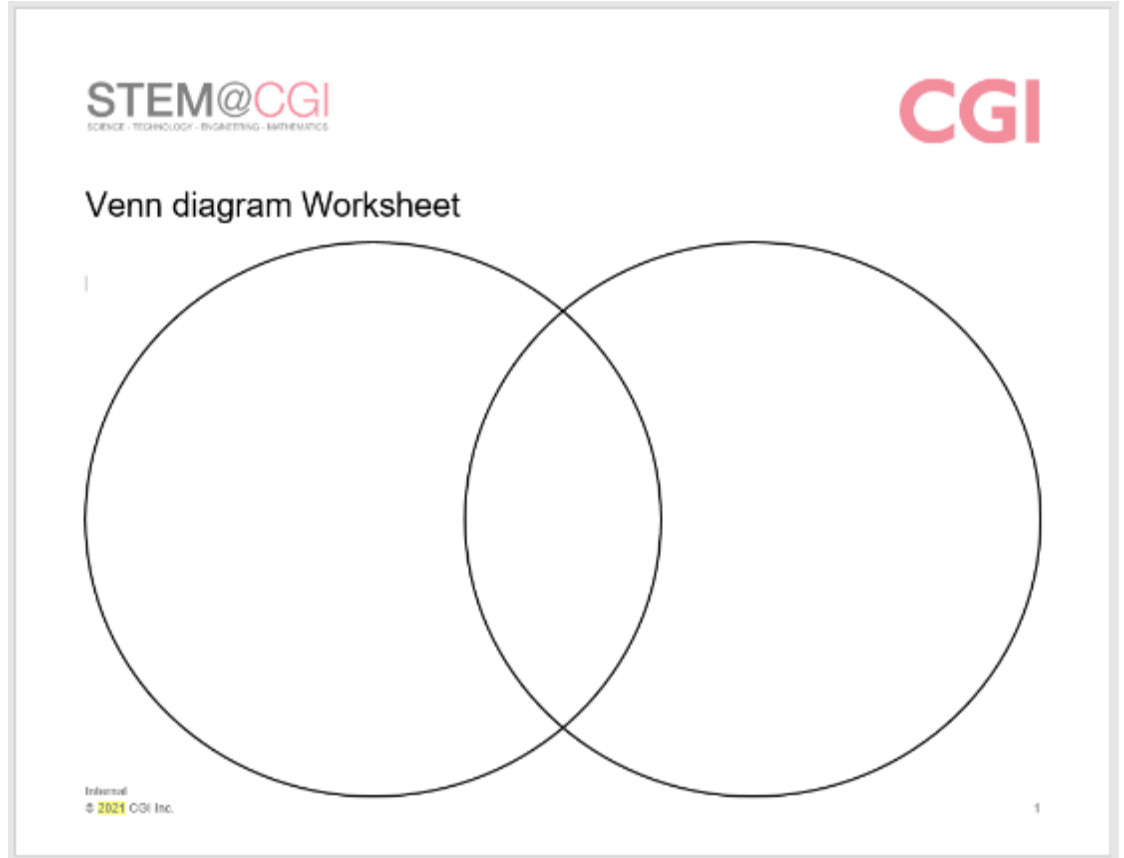 STEM@CGI
SCIENCE - TECHNOLOGY - ENGINEERING - MATHEMATICS
CGI
Venn diagram Worksheet
Internal
© 2021 CGI Inc.
1